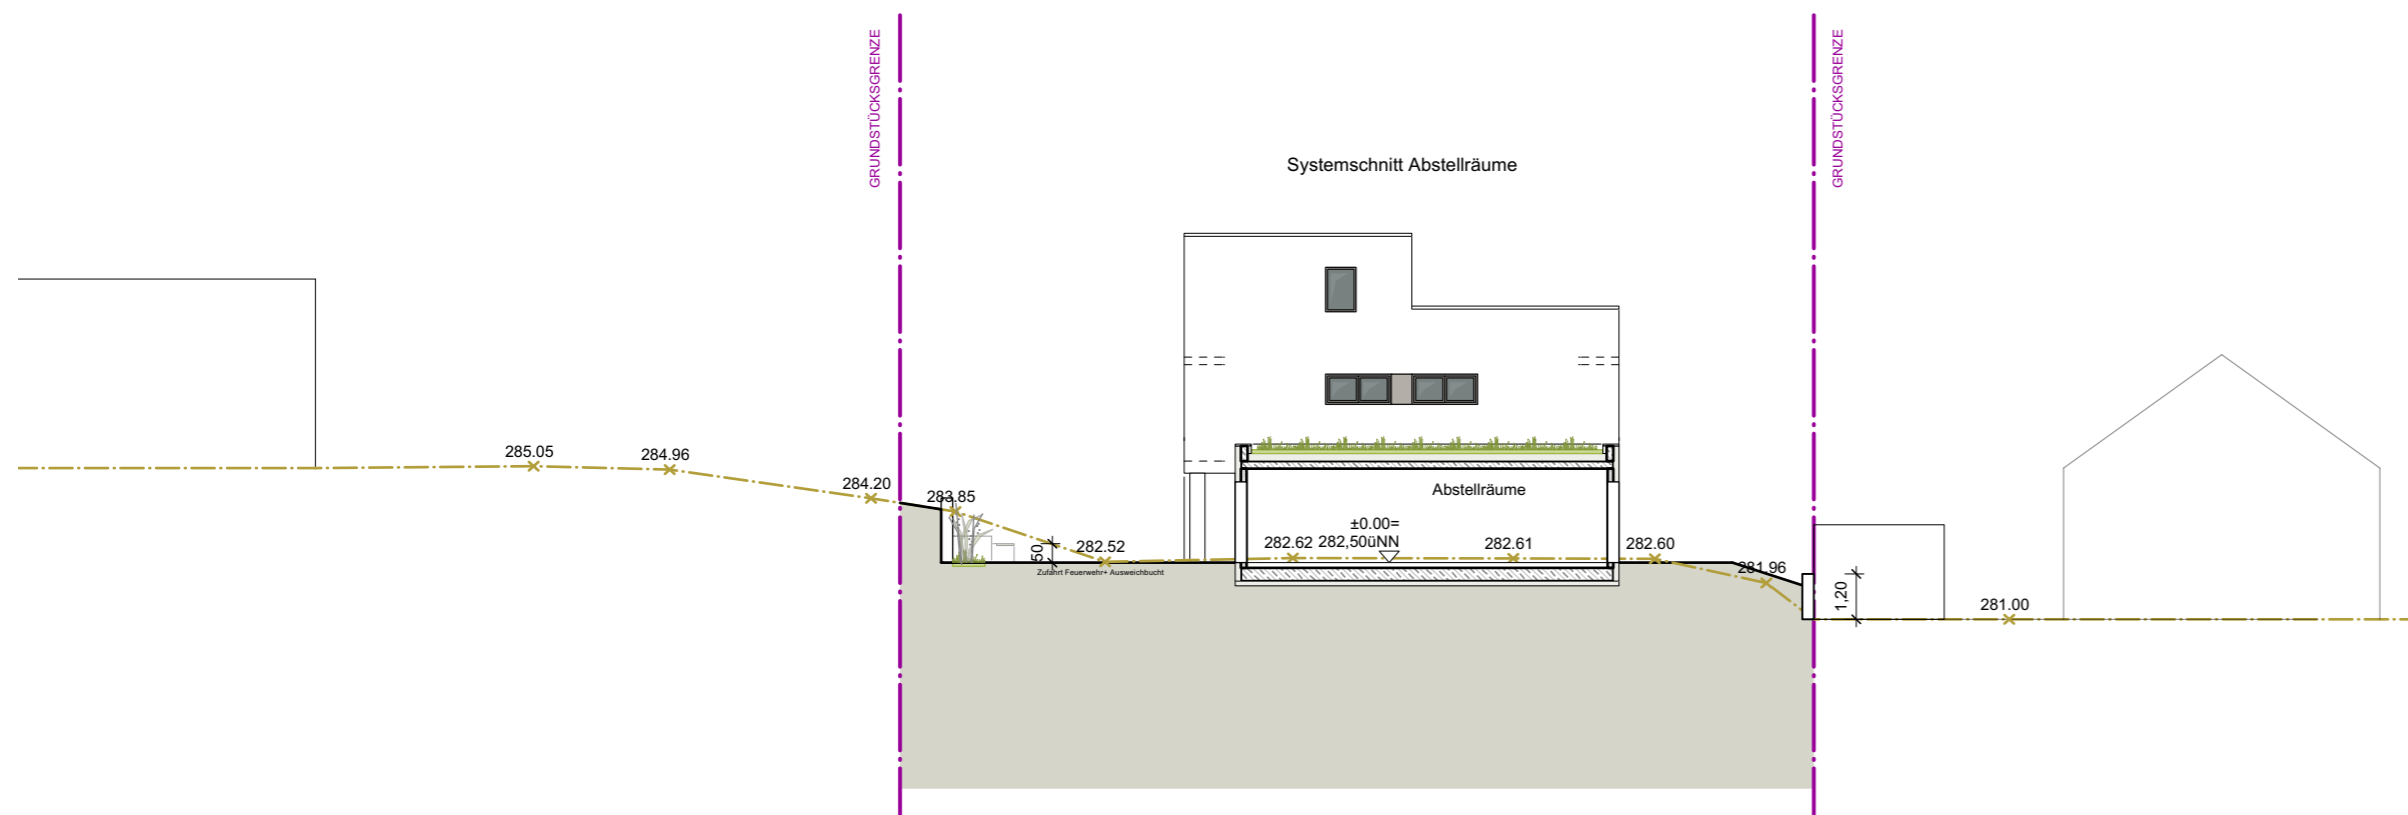 GRUNDSTÜCKSGRENZE
GRUNDSTÜCKSGRENZE
Systemschnitt Abstellräume
285.05
284.96
284.20
283.85
Abstellräume
±0.00=
282,50üNN
282.52
282.62
282.61
282.60
281.96
50
Zufahrt Feuerwehr+ Ausweichbucht
1,20
281.00